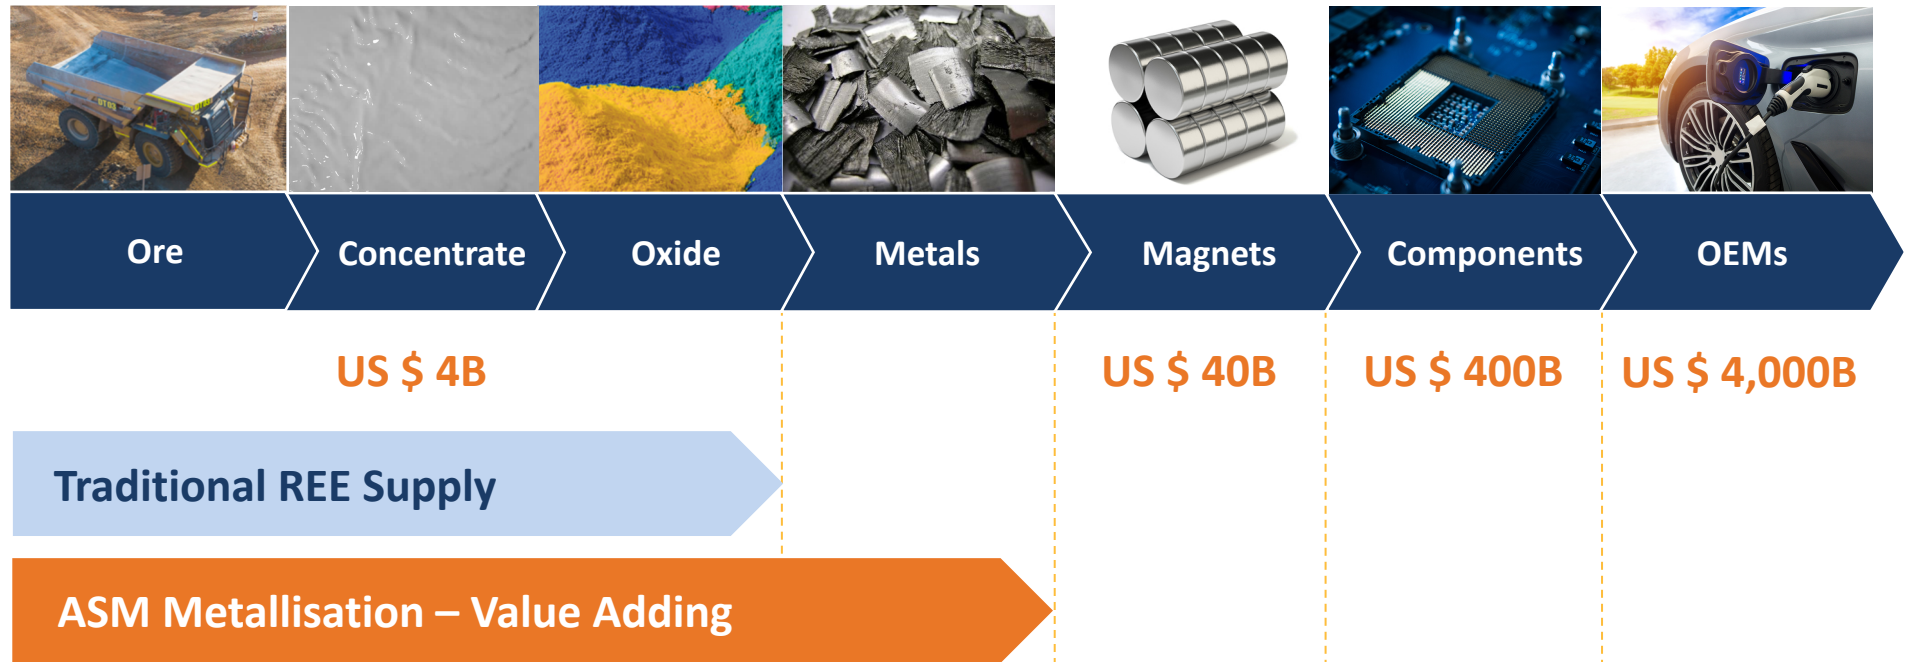 Ore
Concentrate
Oxide
Metals
Magnets
Components
OEMs
US $ 4B
US $ 40B
US $ 400B
US $ 4,000B
Traditional REE Supply
ASM Metallisation – Value Adding